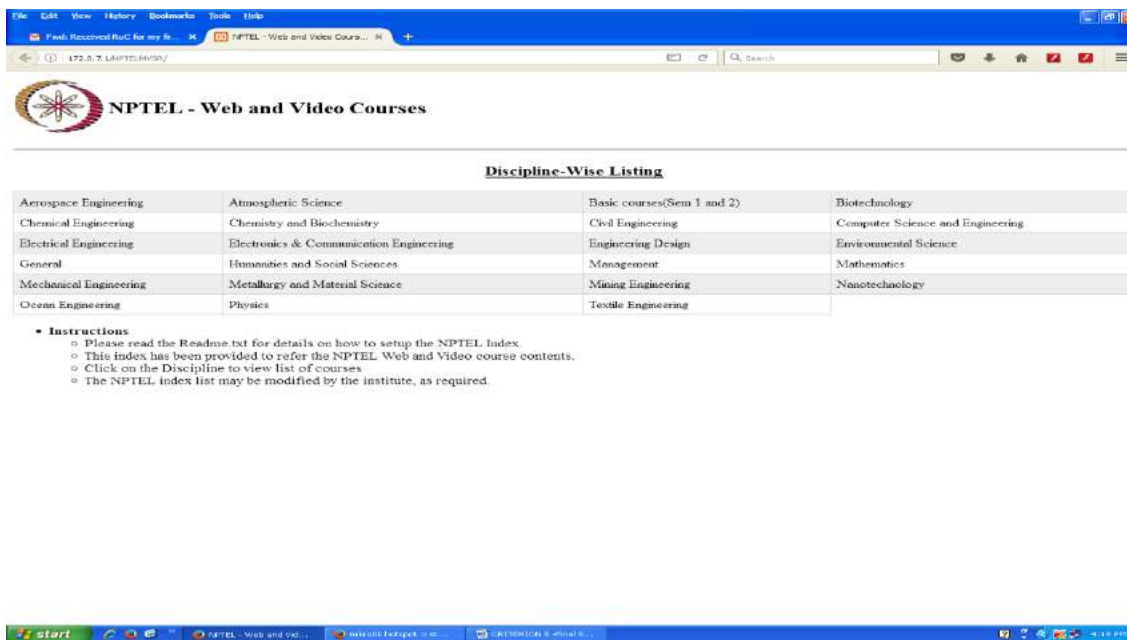 File Edit View History Bookmarks Tools Help
Fwd: Received RoC for my fi... × NPTEL - Web and Video Cours... × +
Search
NPTEL - Web and Video Courses
Discipline-Wise Listing
Aerospace Engineering Atmospheric Science Basic courses(Sem 1 and 2) Biotechnology
Chemical Engineering Chemistry and Biochemistry Civil Engineering Computer Science and Engineering
Electrical Engineering Electronics & Communication Engineering Engineering Design Environmental Science
General Humanities and Social Sciences Management Mathematics
Mechanical Engineering Metallurgy and Material Science Mining Engineering Nanotechnology
Ocean Engineering Physics Textile Engineering
• Instructions
○ Please read the Readme.txt for details on how to setup the NPTEL Index.
○ This index has been provided to refer the NPTEL Web and Video course contents.
○ Click on the Discipline to view list of courses
○ The NPTEL index list may be modified by the institute, as required.
start NPTEL - Web and Vid...